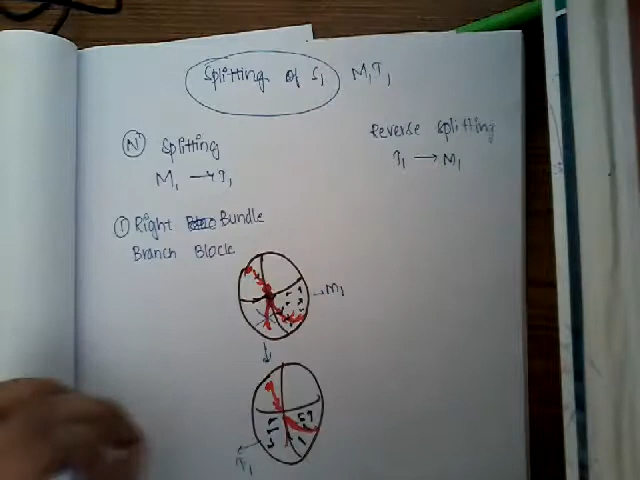 Splitting of S₁ M₁T₁
Ⓝ Splitting
M₁ → T₁
Reverse splitting
T₁ → M₁
① Right Bundle
Branch Block
M₁
T₁